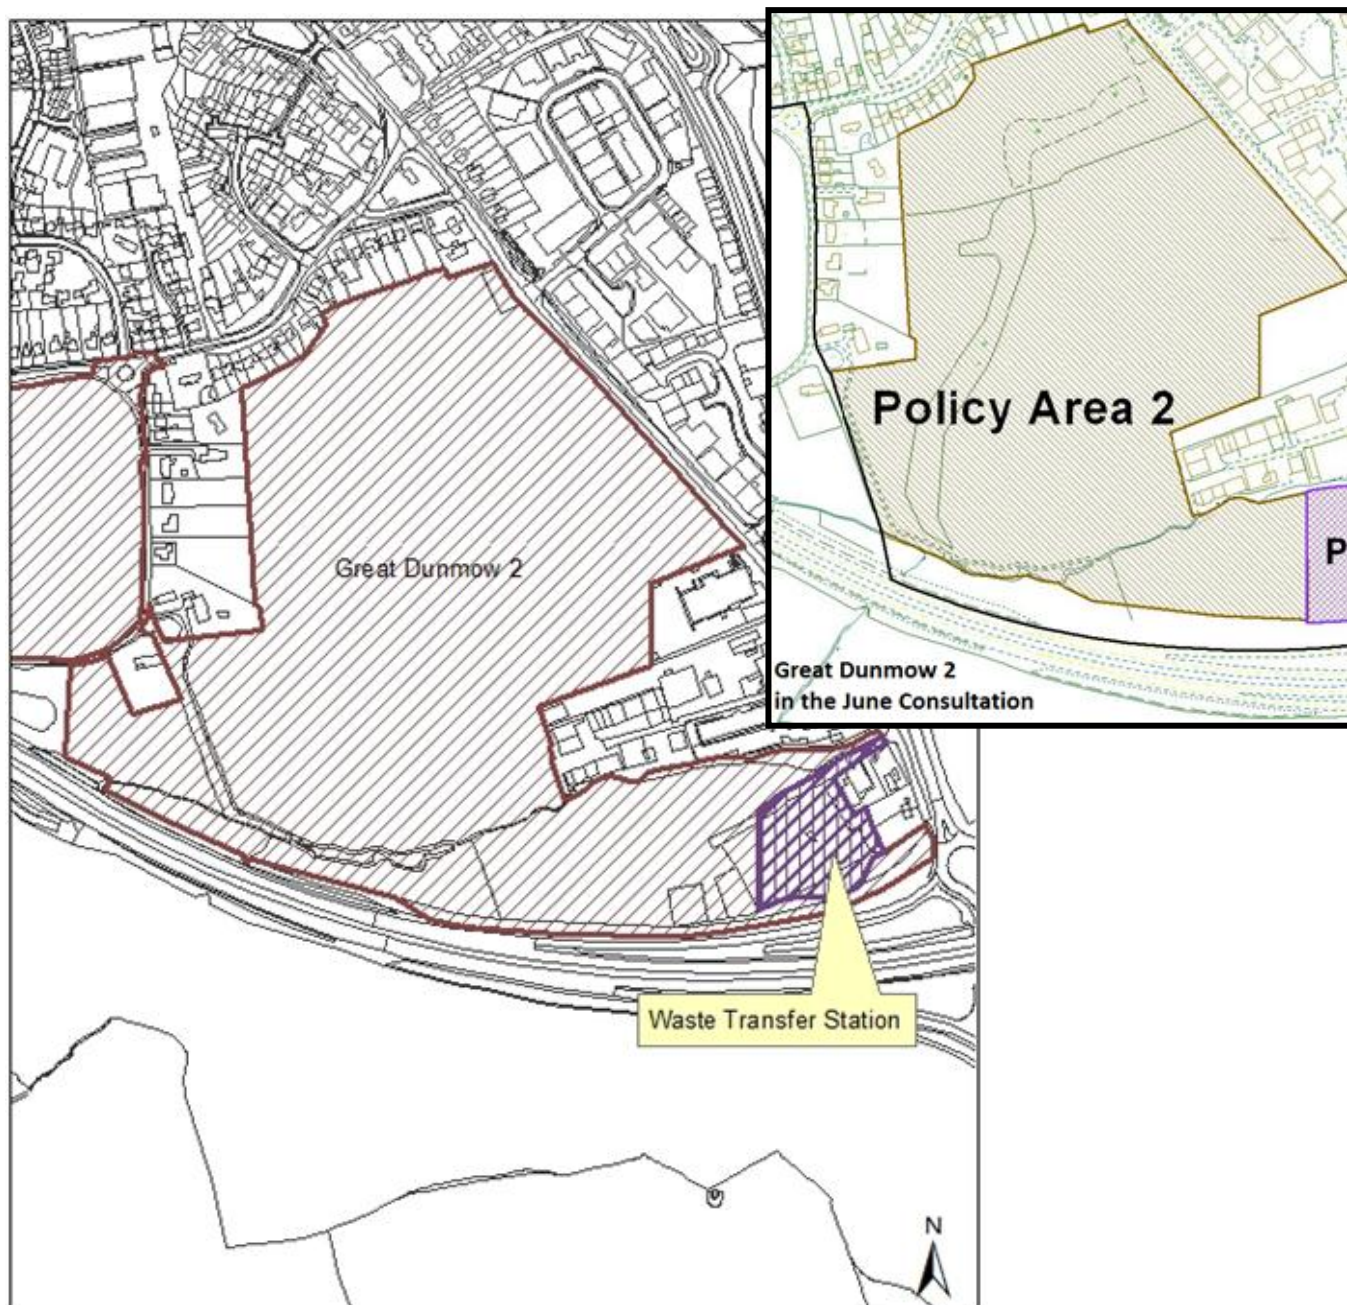 Policy Area 2
P
Great Dunmow 2
in the June Consultation
Great Dunmow 2
Waste Transfer Station
N